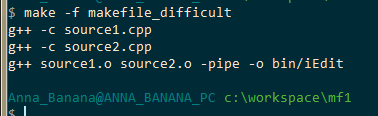 $ make -f makefile_difficult
g++ -c source1.cpp
g++ -c source2.cpp
g++ source1.o source2.o -pipe -o bin/iEdit
Anna_Banana@ANNA_BANANA_PC c:\workspace\mf1
$